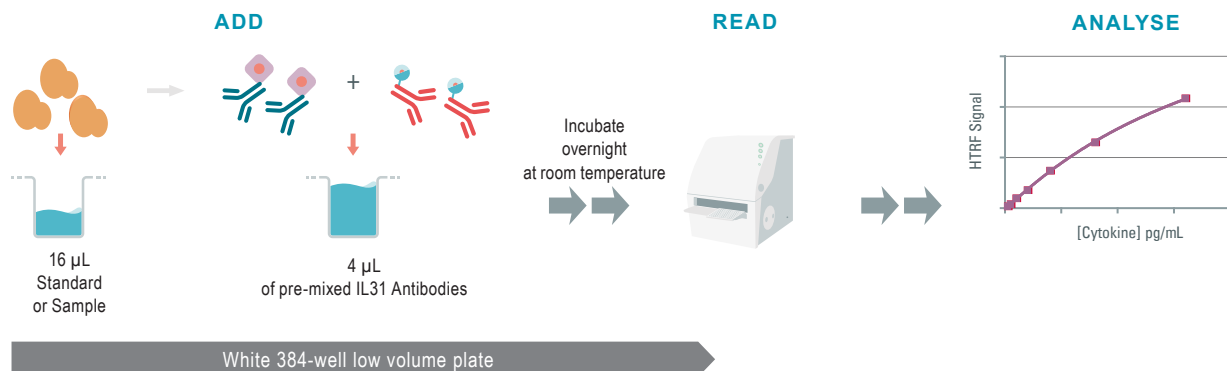 ADD
READ
ANALYSE
+
Incubate
overnight
at room temperature
HTRF Signal
[Cytokine] pg/mL
16 µL
Standard
or Sample
4 µL
of pre-mixed IL31 Antibodies
White 384-well low volume plate